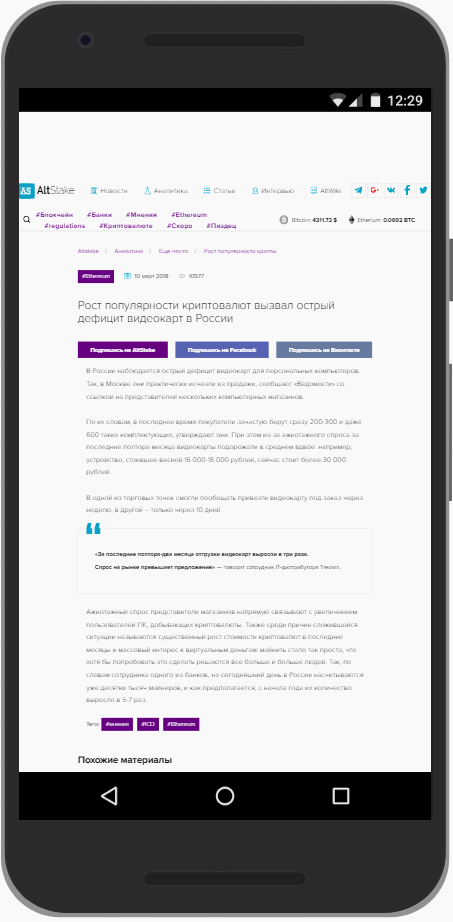 12:29
AS AltStake Новости Аналитика Статьи Интервью AltWiki
#Блокчейн #Банки #Мнения #Ethereum
Bitcoin: 4311.73 $ Etherium: 0.0692 BTC
#regulations #Криптовалюте #Скоро #Пиздец
Altstake / Аналитики / Еще что-то / Рост популярности крипты
#Ethereum 10 март 2018 10577
Рост популярности криптовалют вызвал острый
дефицит видеокарт в России
Подпишись на AltStake Подпишись на Facebook Подпишись на Вконтакте
В России наблюдается острый дефицит видеокарт для персональных компьютеров.
Так, в Москве они практически исчезли из продажи, сообщают «Ведомости» со
ссылкой на представителей нескольких компьютерных магазинов.
По их словам, в последнее время покупатели зачастую берут сразу 200-300 и даже
600 таких комплектующих, утверждают они. При этом из-за ажиотажного спроса за
последние полтора месяца видеокарты подорожали в среднем вдвое: например,
устройство, стоившее весной 16 000-18 000 рублей, сейчас стоит более 30 000
рублей.
В одной из торговых точек смогли пообещать привезти видеокарту под заказ через
неделю, в другой – только через 10 дней.
«За последние полтора-два месяца отгрузки видеокарт выросли в три раза.
Спрос на рынке превышает предложение» — говорит сотрудник IT-дистрибутора Treolan.
Ажиотажный спрос представители магазинов напрямую связывают с увеличением
пользователей ПК, добывающих криптовалюты. Также среди причин сложившейся
ситуации называются существенный рост стоимости криптовалют в последние
месяцы и массовый интерес к виртуальным деньгам: майнить стало так просто, что
хотя бы попробовать это сделать решаются все больше и больше людей. Так, по
словам сотрудника одного из банков, на сегодняшний день в России насчитываются
уже десятки тысяч майнеров, и как предполагается, с начала года их количество
выросло в 5-7 раз.
Теги: #мнения #ICO #Ethereum
Похожие материалы